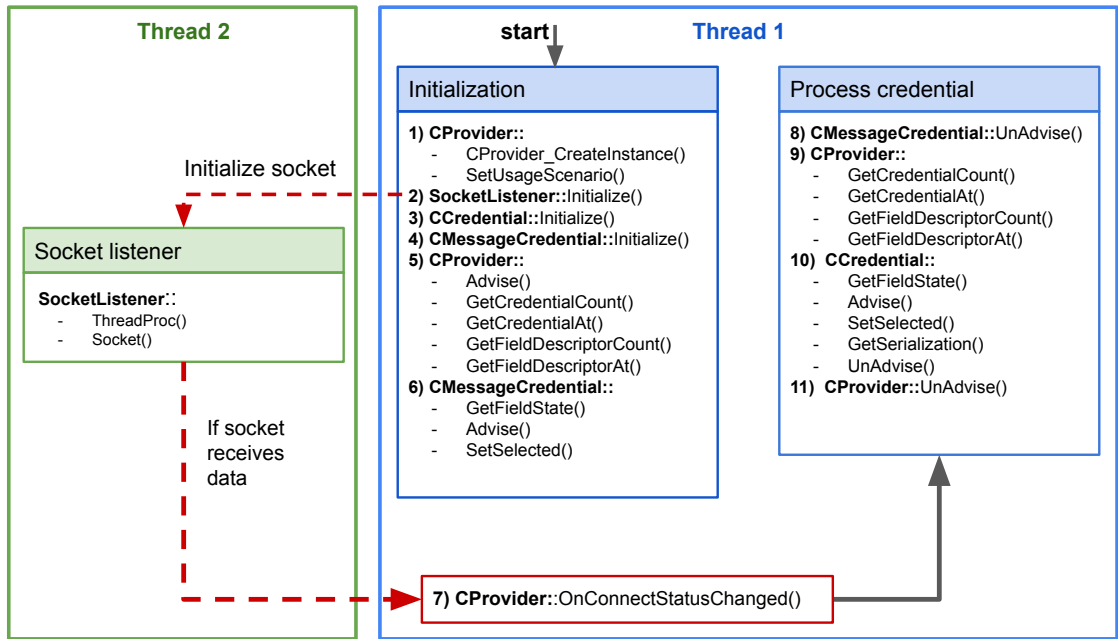 Thread 2
Initialize socket
Socket listener
SocketListener::
- ThreadProc()
- Socket()
If socket
receives
data
start
Thread 1
Initialization
1) CProvider::
- CProvider_CreateInstance()
- SetUsageScenario()
2) SocketListener::Initialize()
3) CCredential::Initialize()
4) CMessageCredential::Initialize()
5) CProvider::
- Advise()
- GetCredentialCount()
- GetCredentialAt()
- GetFieldDescriptorCount()
- GetFieldDescriptorAt()
6) CMessageCredential::
- GetFieldState()
- Advise()
- SetSelected()
7) CProvider::OnConnectStatusChanged()
Process credential
8) CMessageCredential::UnAdvise()
9) CProvider::
- GetCredentialCount()
- GetCredentialAt()
- GetFieldDescriptorCount()
- GetFieldDescriptorAt()
10) CCredential::
- GetFieldState()
- Advise()
- SetSelected()
- GetSerialization()
- UnAdvise()
11) CProvider::UnAdvise()